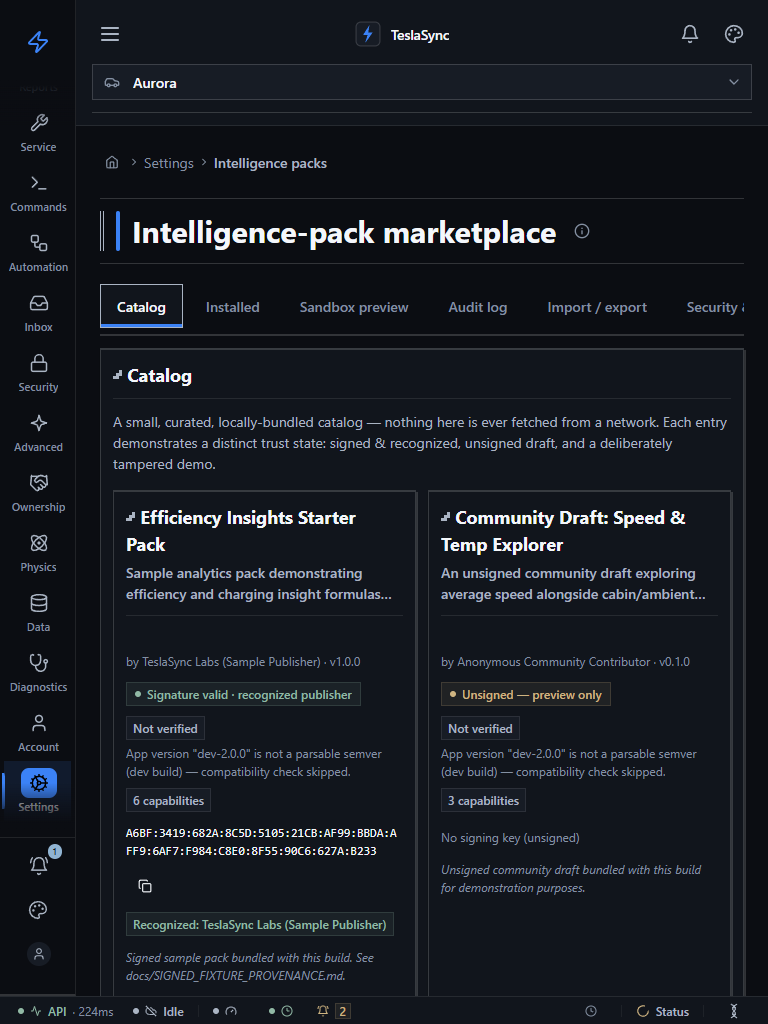 TeslaSync
Aurora
Service
Commands
Automation
Inbox
Security
Advanced
Ownership
Physics
Data
Diagnostics
Account
Settings
1
Settings
Intelligence packs
Intelligence-pack marketplace
Catalog
Installed
Sandbox preview
Audit log
Import / export
Security &
Catalog
A small, curated, locally-bundled catalog — nothing here is ever fetched from a network. Each entry
demonstrates a distinct trust state: signed & recognized, unsigned draft, and a deliberately
tampered demo.
Efficiency Insights Starter
Pack
Sample analytics pack demonstrating
efficiency and charging insight formulas...
by TeslaSync Labs (Sample Publisher) · v1.0.0
Signature valid · recognized publisher
Not verified
App version "dev-2.0.0" is not a parsable semver
(dev build) — compatibility check skipped.
6 capabilities
A6BF:3419:682A:8C5D:5105:21CB:AF99:BBDA:A
FF9:6AF7:F984:C8E0:8F55:90C6:627A:B233
Recognized: TeslaSync Labs (Sample Publisher)
Signed sample pack bundled with this build. See
docs/SIGNED_FIXTURE_PROVENANCE.md.
Community Draft: Speed &
Temp Explorer
An unsigned community draft exploring
average speed alongside cabin/ambient...
by Anonymous Community Contributor · v0.1.0
Unsigned — preview only
Not verified
App version "dev-2.0.0" is not a parsable semver
(dev build) — compatibility check skipped.
3 capabilities
No signing key (unsigned)
Unsigned community draft bundled with this build
for demonstration purposes.
API · 224ms
Idle
2
Status